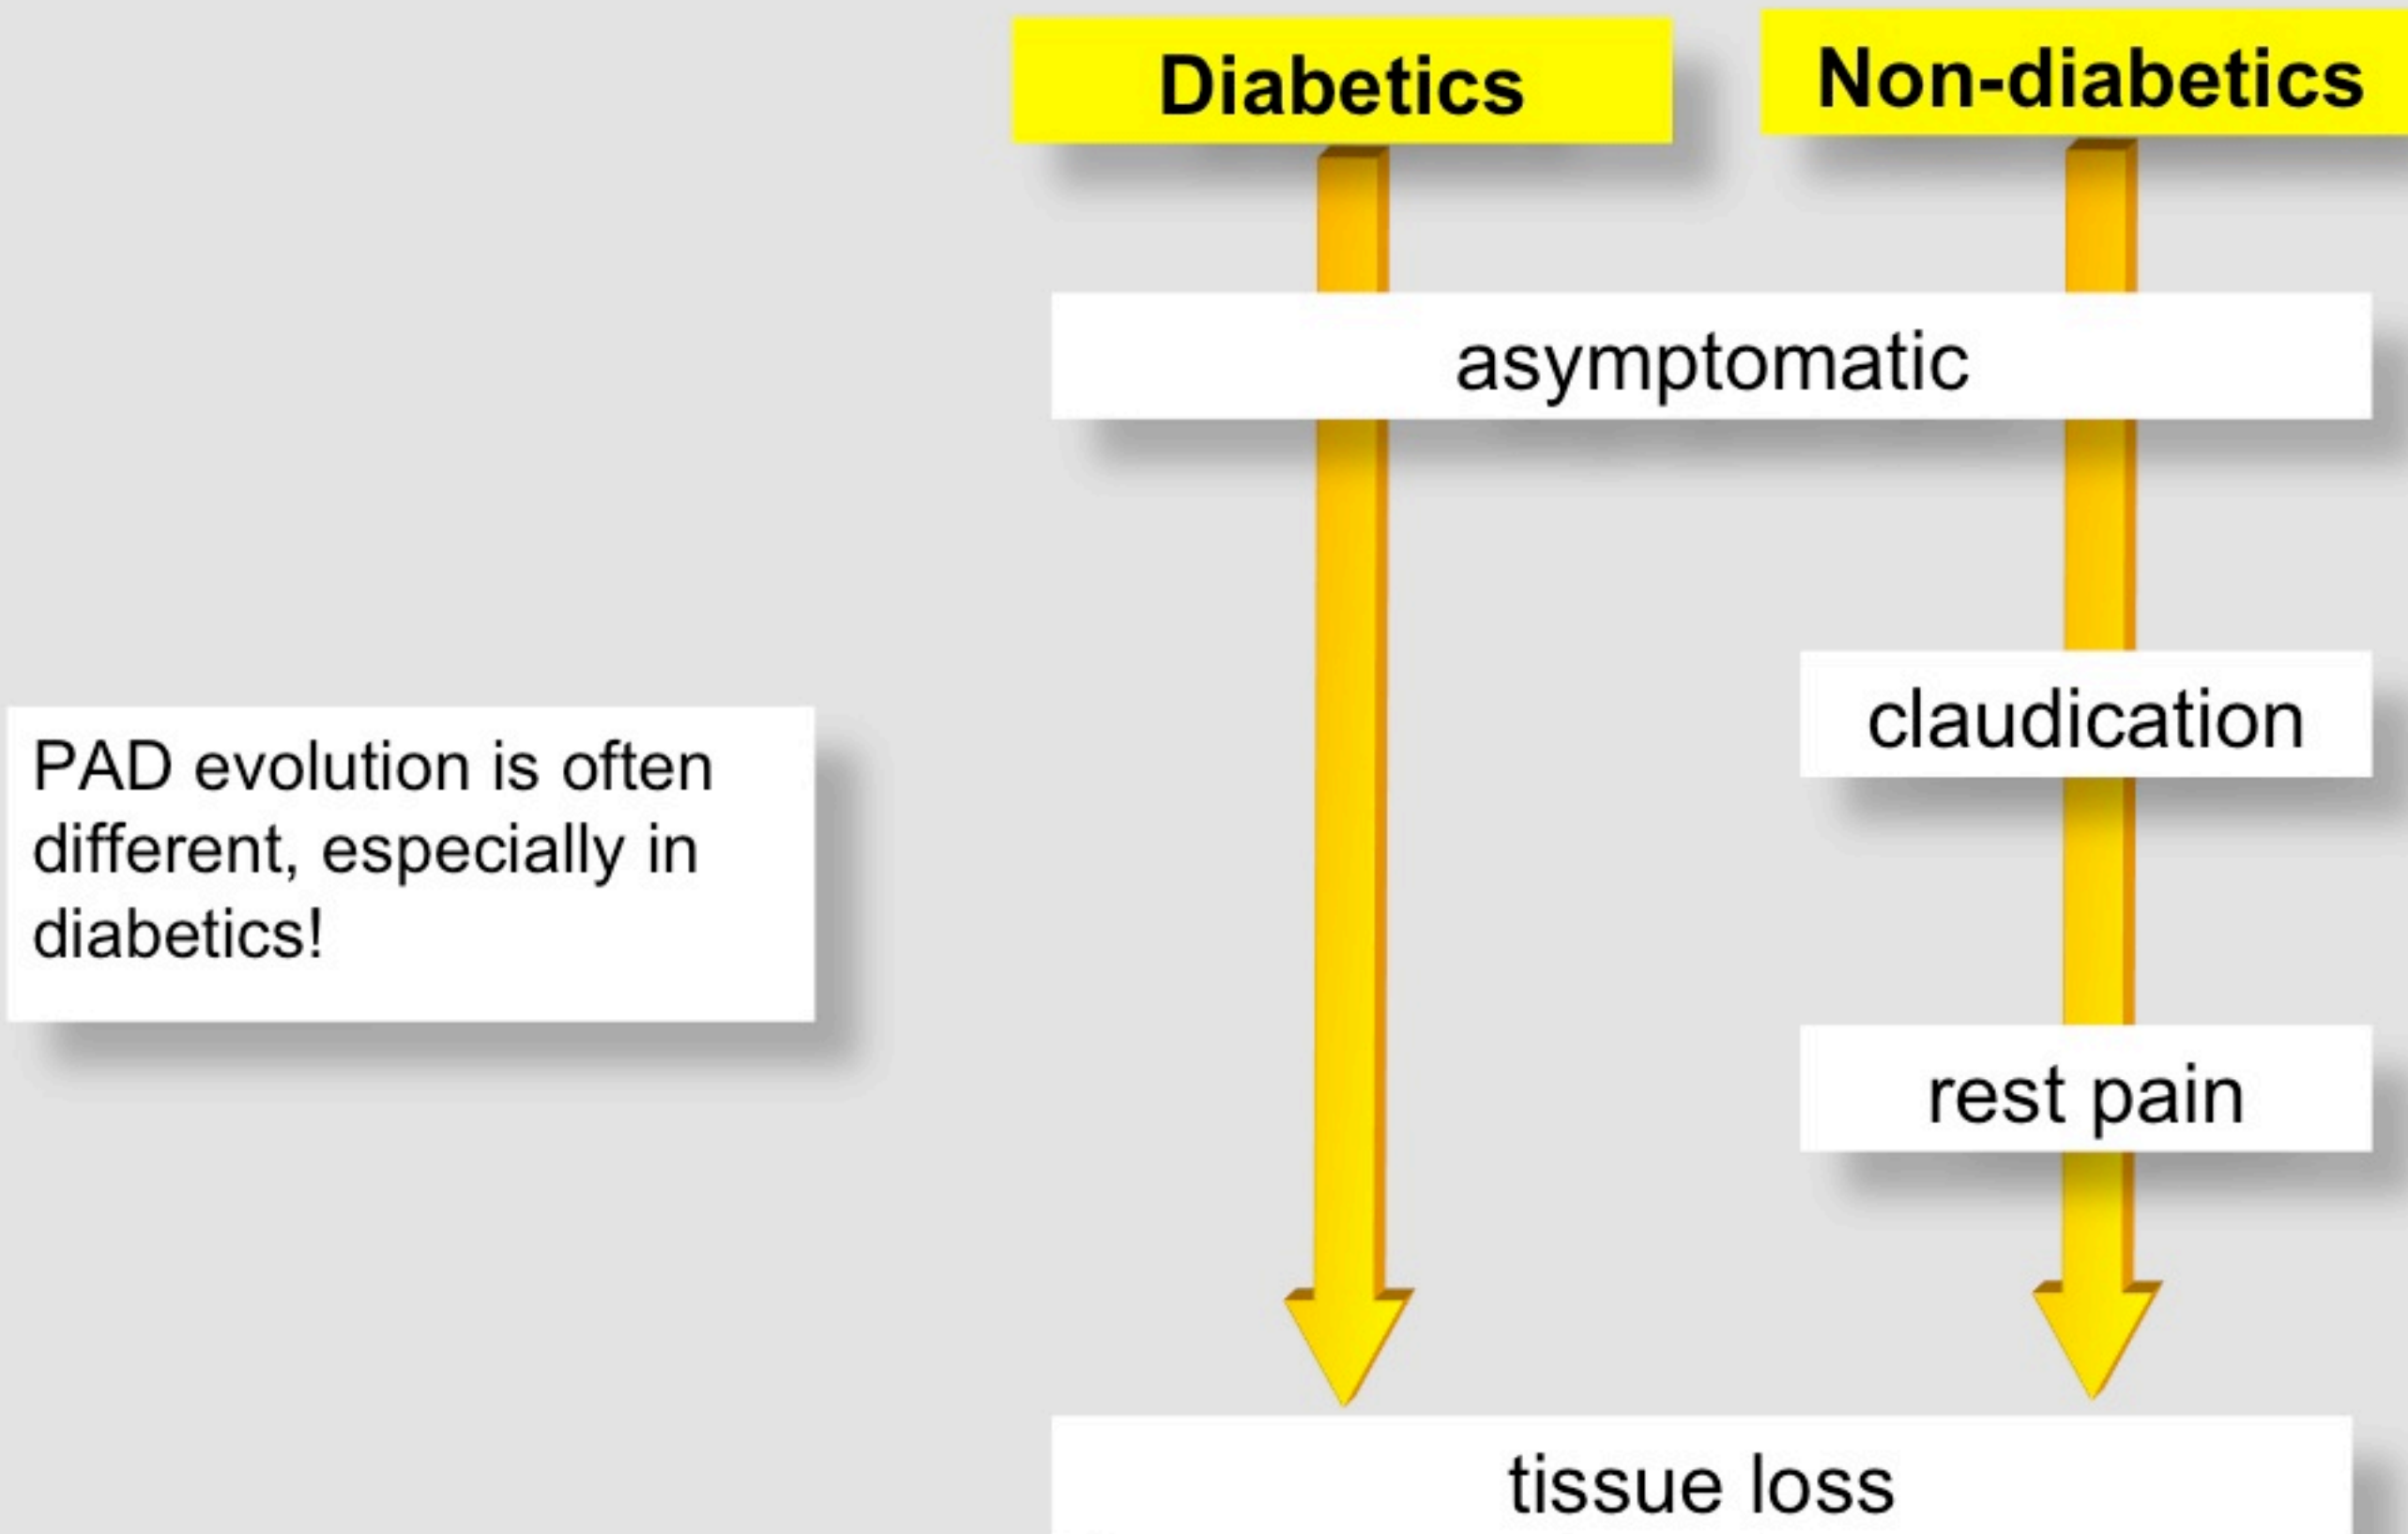 Diabetics
Non-diabetics
asymptomatic
claudication
PAD evolution is often
different, especially in
diabetics!
rest pain
tissue loss